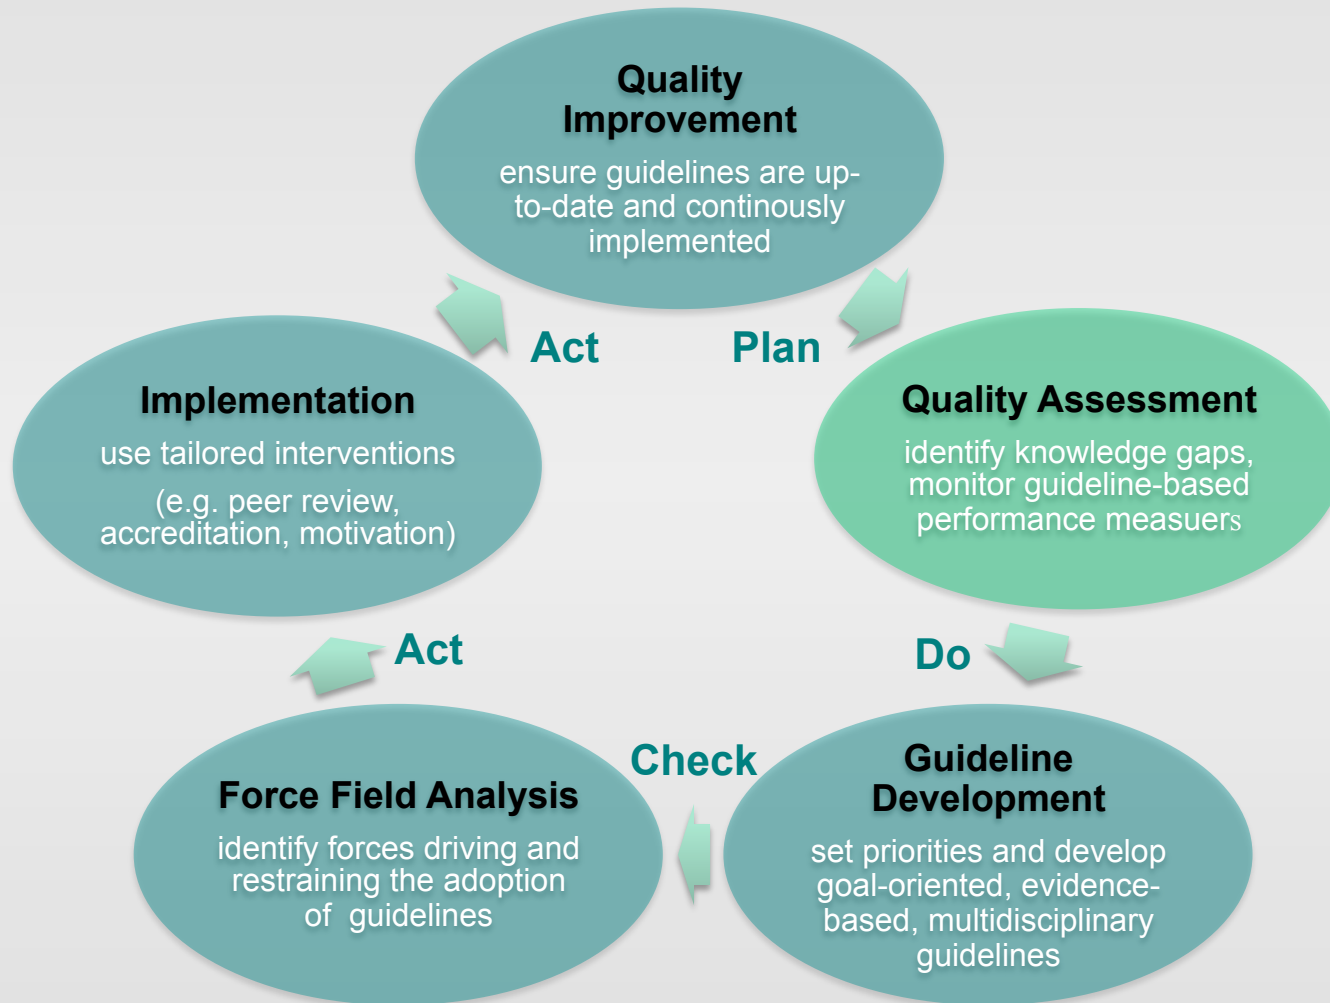 Quality
Improvement
ensure guidelines are up-
to-date and continously
implemented
Act
Plan
Implementation
use tailored interventions
(e.g. peer review,
accreditation, motivation)
Quality Assessment
identify knowledge gaps,
monitor guideline-based
performance measuers
Act
Do
Force Field Analysis
identify forces driving and
restraining the adoption
of guidelines
Check
Guideline
Development
set priorities and develop
goal-oriented, evidence-
based, multidisciplinary
guidelines